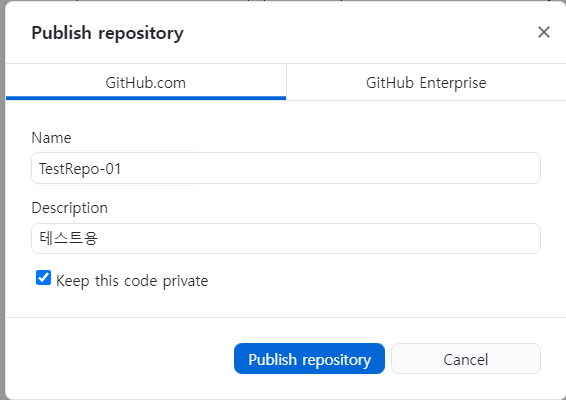 Publish repository
GitHub.com GitHub Enterprise
Name
TestRepo-01
Description
테스트용
Keep this code private
Publish repository Cancel